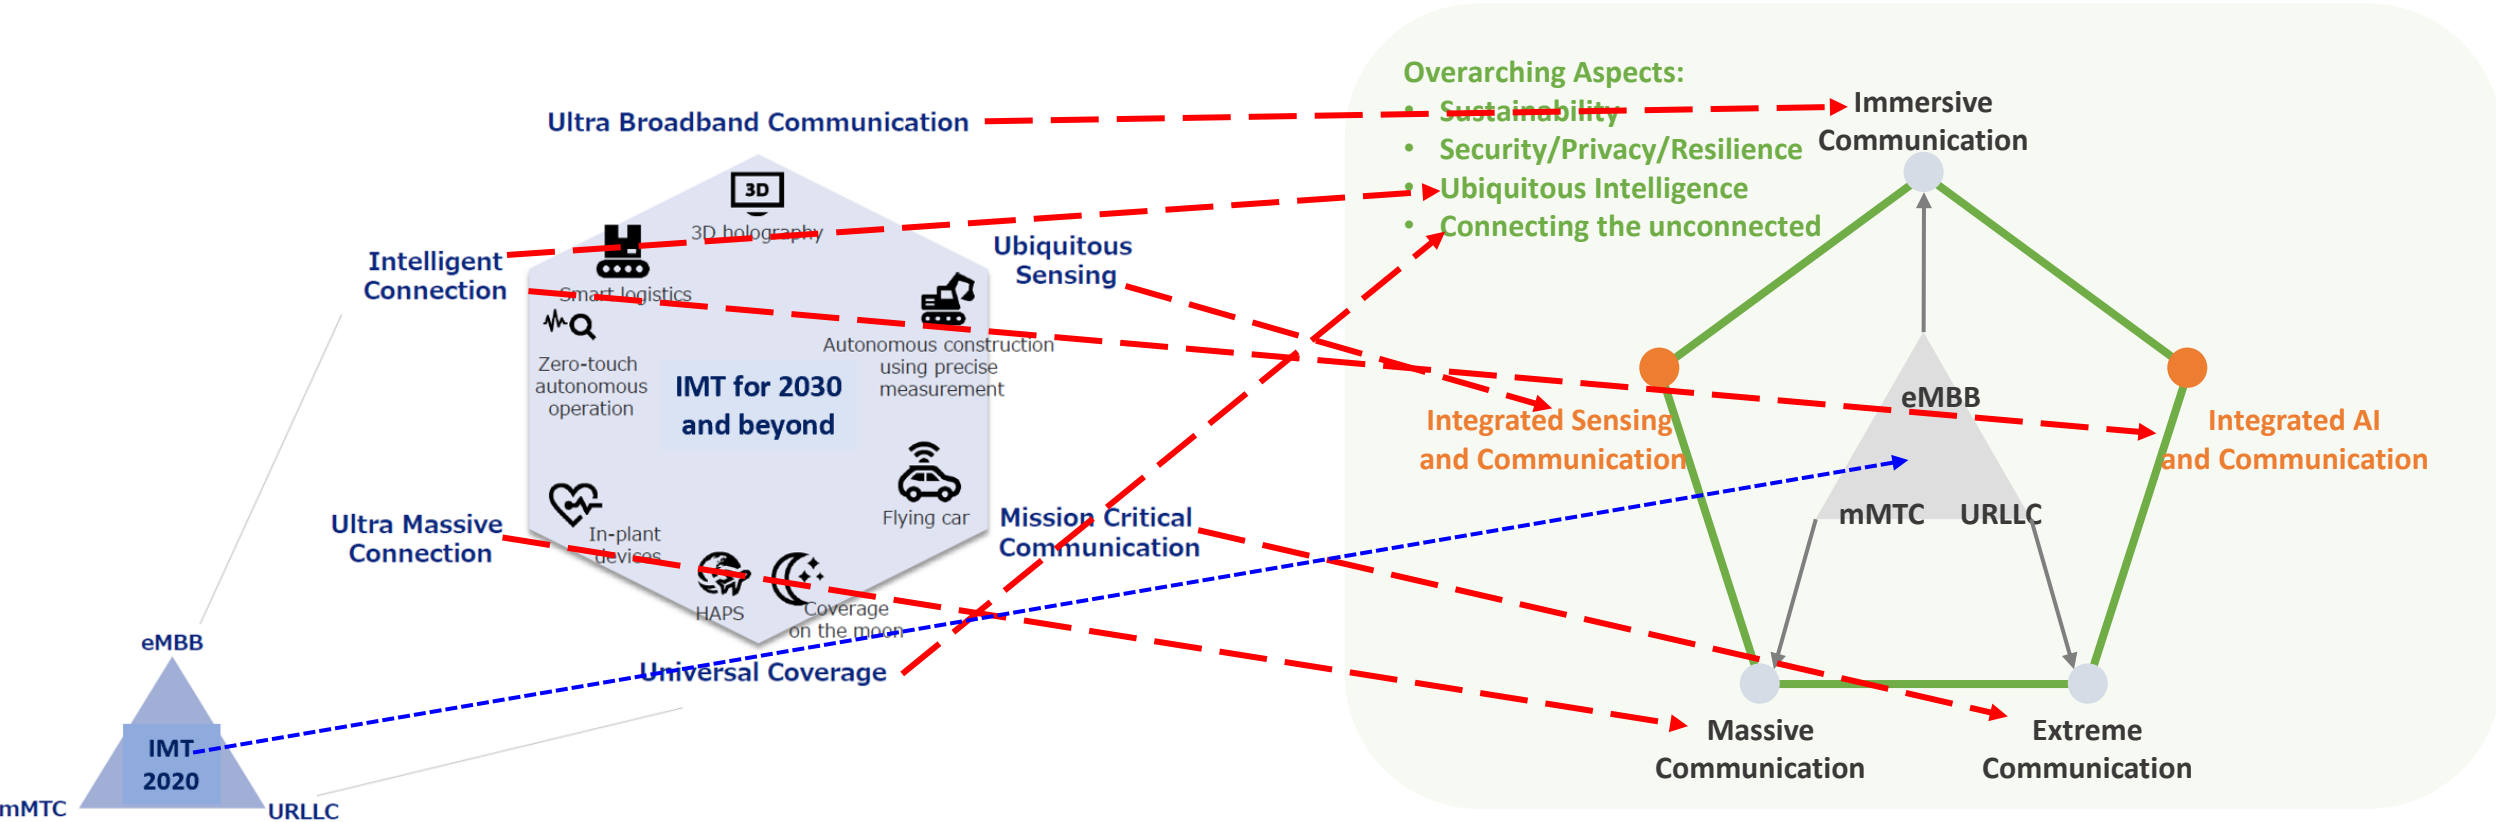 Ultra Broadband Communication
3D
3D holography
Intelligent
Connection
Smart logistics
Ubiquitous
Sensing
Zero-touch
autonomous
operation
Autonomous construction
using precise
measurement
IMT for 2030
and beyond
Flying car
Ultra Massive
Connection
In-plant
devices
Mission Critical
Communication
HAPS
Coverage
on the moon
Universal Coverage
eMBB
IMT
2020
mMTC
URLLC
Overarching Aspects:
• Sustainability
• Security/Privacy/Resilience
• Ubiquitous Intelligence
• Connecting the unconnected
Immersive
Communication
Integrated Sensing
and Communication
eMBB
mMTC
URLLC
Integrated AI
and Communication
Massive
Communication
Extreme
Communication